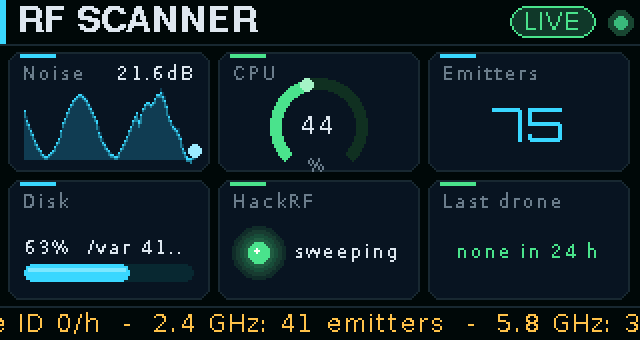 RF SCANNER
LIVE
Noise 21.6dB
CPU
44
%
Emitters
75
Disk
63% /var 41..
HackRF
sweeping
Last drone
none in 24 h
e ID 0/h - 2.4 GHz: 41 emitters - 5.8 GHz: 3